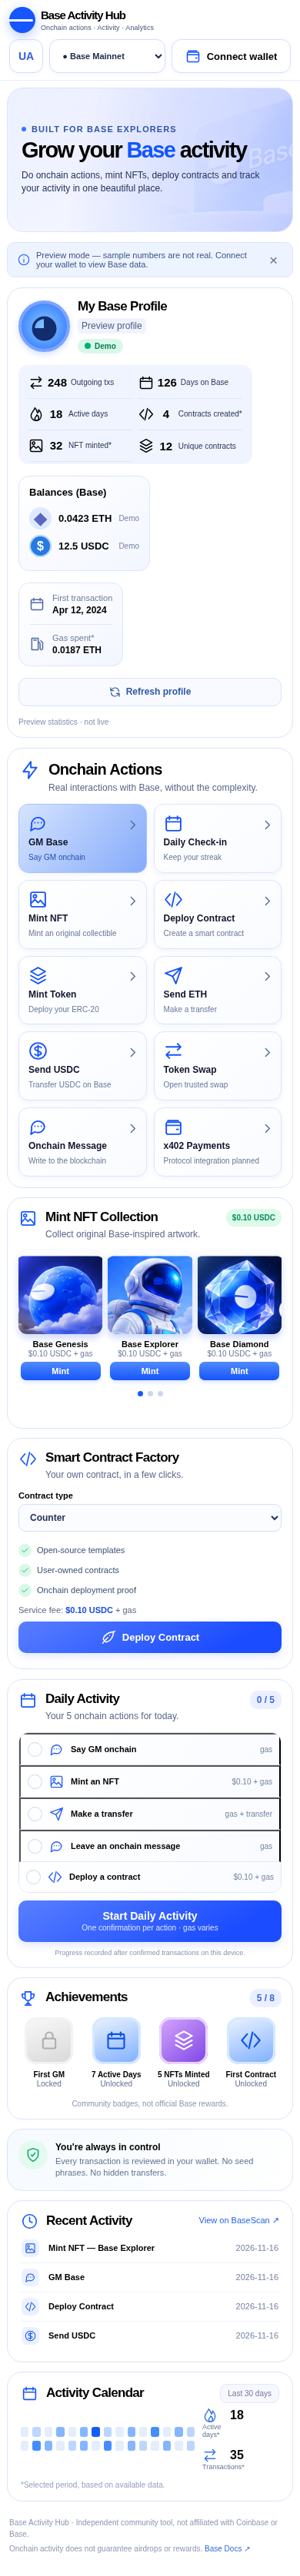 Base Activity Hub
Onchain actions · Activity · Analytics
UA
● Base Mainnet
Connect wallet
BUILT FOR BASE EXPLORERS
Grow your Base activity
Do onchain actions, mint NFTs, deploy contracts and track
your activity in one beautiful place.
Base
Preview mode — sample numbers are not real. Connect
your wallet to view Base data.
My Base Profile
Preview profile
Demo
248 Outgoing txs
126 Days on Base
18 Active days
4 Contracts created*
32 NFT minted*
12 Unique contracts
Balances (Base)
0.0423 ETH Demo
$ 12.5 USDC Demo
First transaction
Apr 12, 2024
Gas spent*
0.0187 ETH
Refresh profile
Preview statistics · not live
Onchain Actions
Real interactions with Base, without the complexity.
GM Base
Say GM onchain
Daily Check-in
Keep your streak
Mint NFT
Mint an original collectible
Deploy Contract
Create a smart contract
Mint Token
Deploy your ERC-20
Send ETH
Make a transfer
Send USDC
Transfer USDC on Base
Token Swap
Open trusted swap
Onchain Message
Write to the blockchain
x402 Payments
Protocol integration planned
Mint NFT Collection
$0.10 USDC
Collect original Base-inspired artwork.
Base Genesis
$0.10 USDC + gas
Mint
Base Explorer
$0.10 USDC + gas
Mint
Base Diamond
$0.10 USDC + gas
Mint
Smart Contract Factory
Your own contract, in a few clicks.
Contract type
Counter
Open-source templates
User-owned contracts
Onchain deployment proof
Service fee: $0.10 USDC + gas
Deploy Contract
Daily Activity
0 / 5
Your 5 onchain actions for today.
Say GM onchain gas
Mint an NFT $0.10 + gas
Make a transfer gas + transfer
Leave an onchain message gas
Deploy a contract $0.10 + gas
Start Daily Activity
One confirmation per action · gas varies
Progress recorded after confirmed transactions on this device.
Achievements
5 / 8
First GM
Locked
7 Active Days
Unlocked
5 NFTs Minted
Unlocked
First Contract
Unlocked
Community badges, not official Base rewards.
You're always in control
Every transaction is reviewed in your wallet. No seed
phrases. No hidden transfers.
Recent Activity
View on BaseScan ↗
Mint NFT — Base Explorer 2026-11-16
GM Base 2026-11-16
Deploy Contract 2026-11-16
Send USDC 2026-11-16
Activity Calendar
Last 30 days
18
Active
days*
35
Transactions*
*Selected period, based on available data.
Base Activity Hub · Independent community tool, not affiliated with Coinbase or
Base.
Onchain activity does not guarantee airdrops or rewards. Base Docs ↗